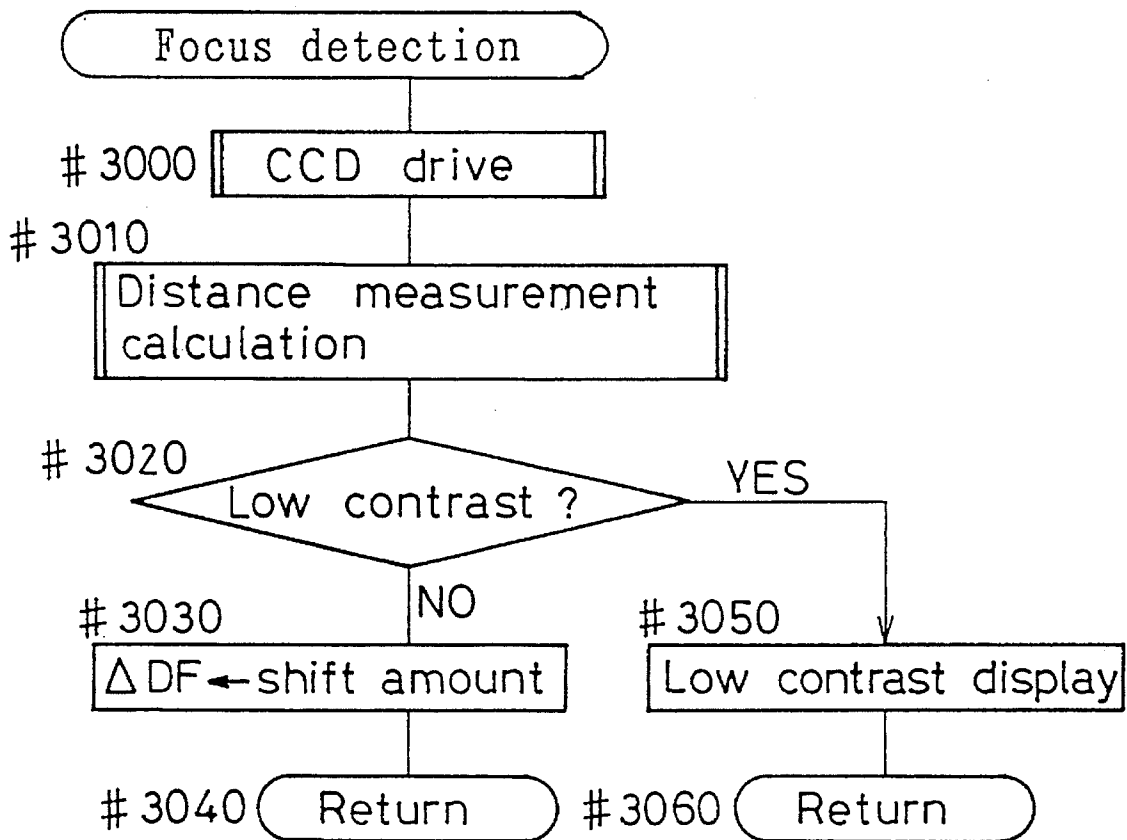 Focus detection
# 3000 CCD drive
# 3010
Distance measurement
calculation
# 3020
Low contrast ?
YES
NO
# 3030
ΔDF←shift amount
# 3050
Low contrast display
# 3040 Return
# 3060 Return